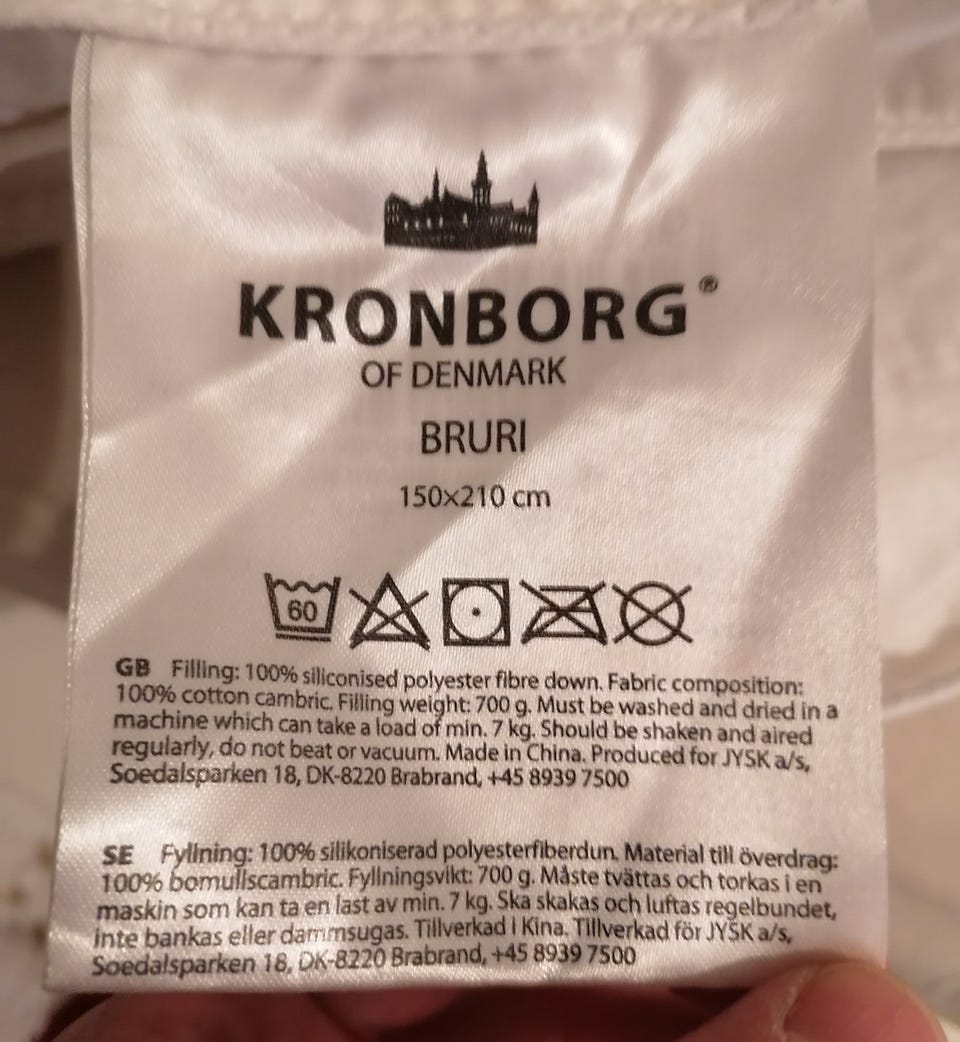 KRONBORG®
OF DENMARK
BRURI
150×210 cm
60
GB Filling: 100% siliconised polyester fibre down. Fabric composition:
100% cotton cambric. Filling weight: 700 g. Must be washed and dried in a
machine which can take a load of min. 7 kg. Should be shaken and aired
regularly, do not beat or vacuum. Made in China. Produced for JYSK a/s,
Soedalsparken 18, DK-8220 Brabrand, +45 8939 7500
SE Fyllning: 100% silikoniserad polyesterfiberdun. Material till överdrag:
100% bomullscambric. Fyllningsvikt: 700 g. Måste tvättas och torkas i en
maskin som kan ta en last av min. 7 kg. Ska skakas och luftas regelbundet,
inte bankas eller dammsugas. Tillverkad i Kina. Tillverkad för JYSK a/s,
Soedalsparken 18, DK-8220 Brabrand, +45 8939 7500